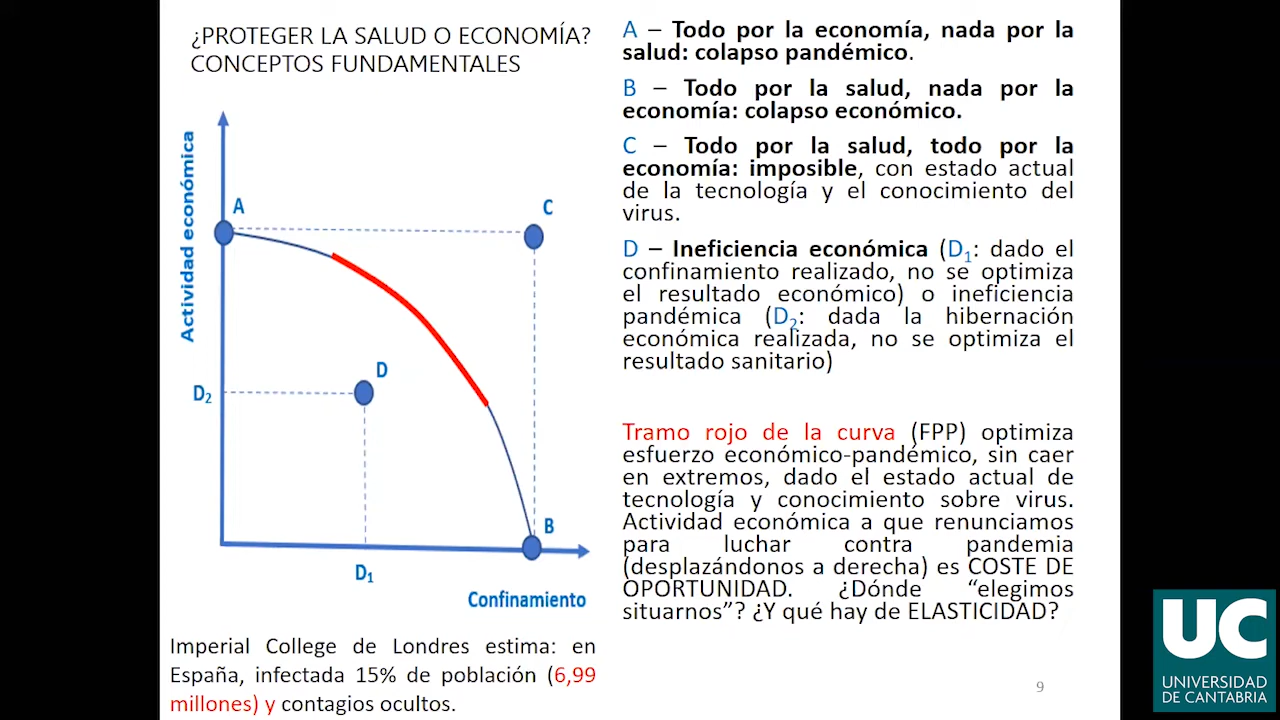 ¿PROTEGER LA SALUD O ECONOMÍA?
CONCEPTOS FUNDAMENTALES
Actividad económica
A
C
D
D2
B
D1
Confinamiento
Imperial College de Londres estima: en
España, infectada 15% de población (6,99
millones) y contagios ocultos.
A – Todo por la economía, nada por la
salud: colapso pandémico.
B – Todo por la salud, nada por la
economía: colapso económico.
C – Todo por la salud, todo por la
economía: imposible, con estado actual
de la tecnología y el conocimiento del
virus.
D – Ineficiencia económica (D1: dado el
confinamiento realizado, no se optimiza
el resultado económico) o ineficiencia
pandémica (D2: dada la hibernación
económica realizada, no se optimiza el
resultado sanitario)
Tramo rojo de la curva (FPP) optimiza
esfuerzo económico-pandémico, sin caer
en extremos, dado el estado actual de
tecnología y conocimiento sobre virus.
Actividad económica a que renunciamos
para luchar contra pandemia
(desplazándonos a derecha) es COSTE DE
OPORTUNIDAD. ¿Dónde “elegimos
situarnos”? ¿Y qué hay de ELASTICIDAD?
9
UC
UNIVERSIDAD
DE CANTABRIA